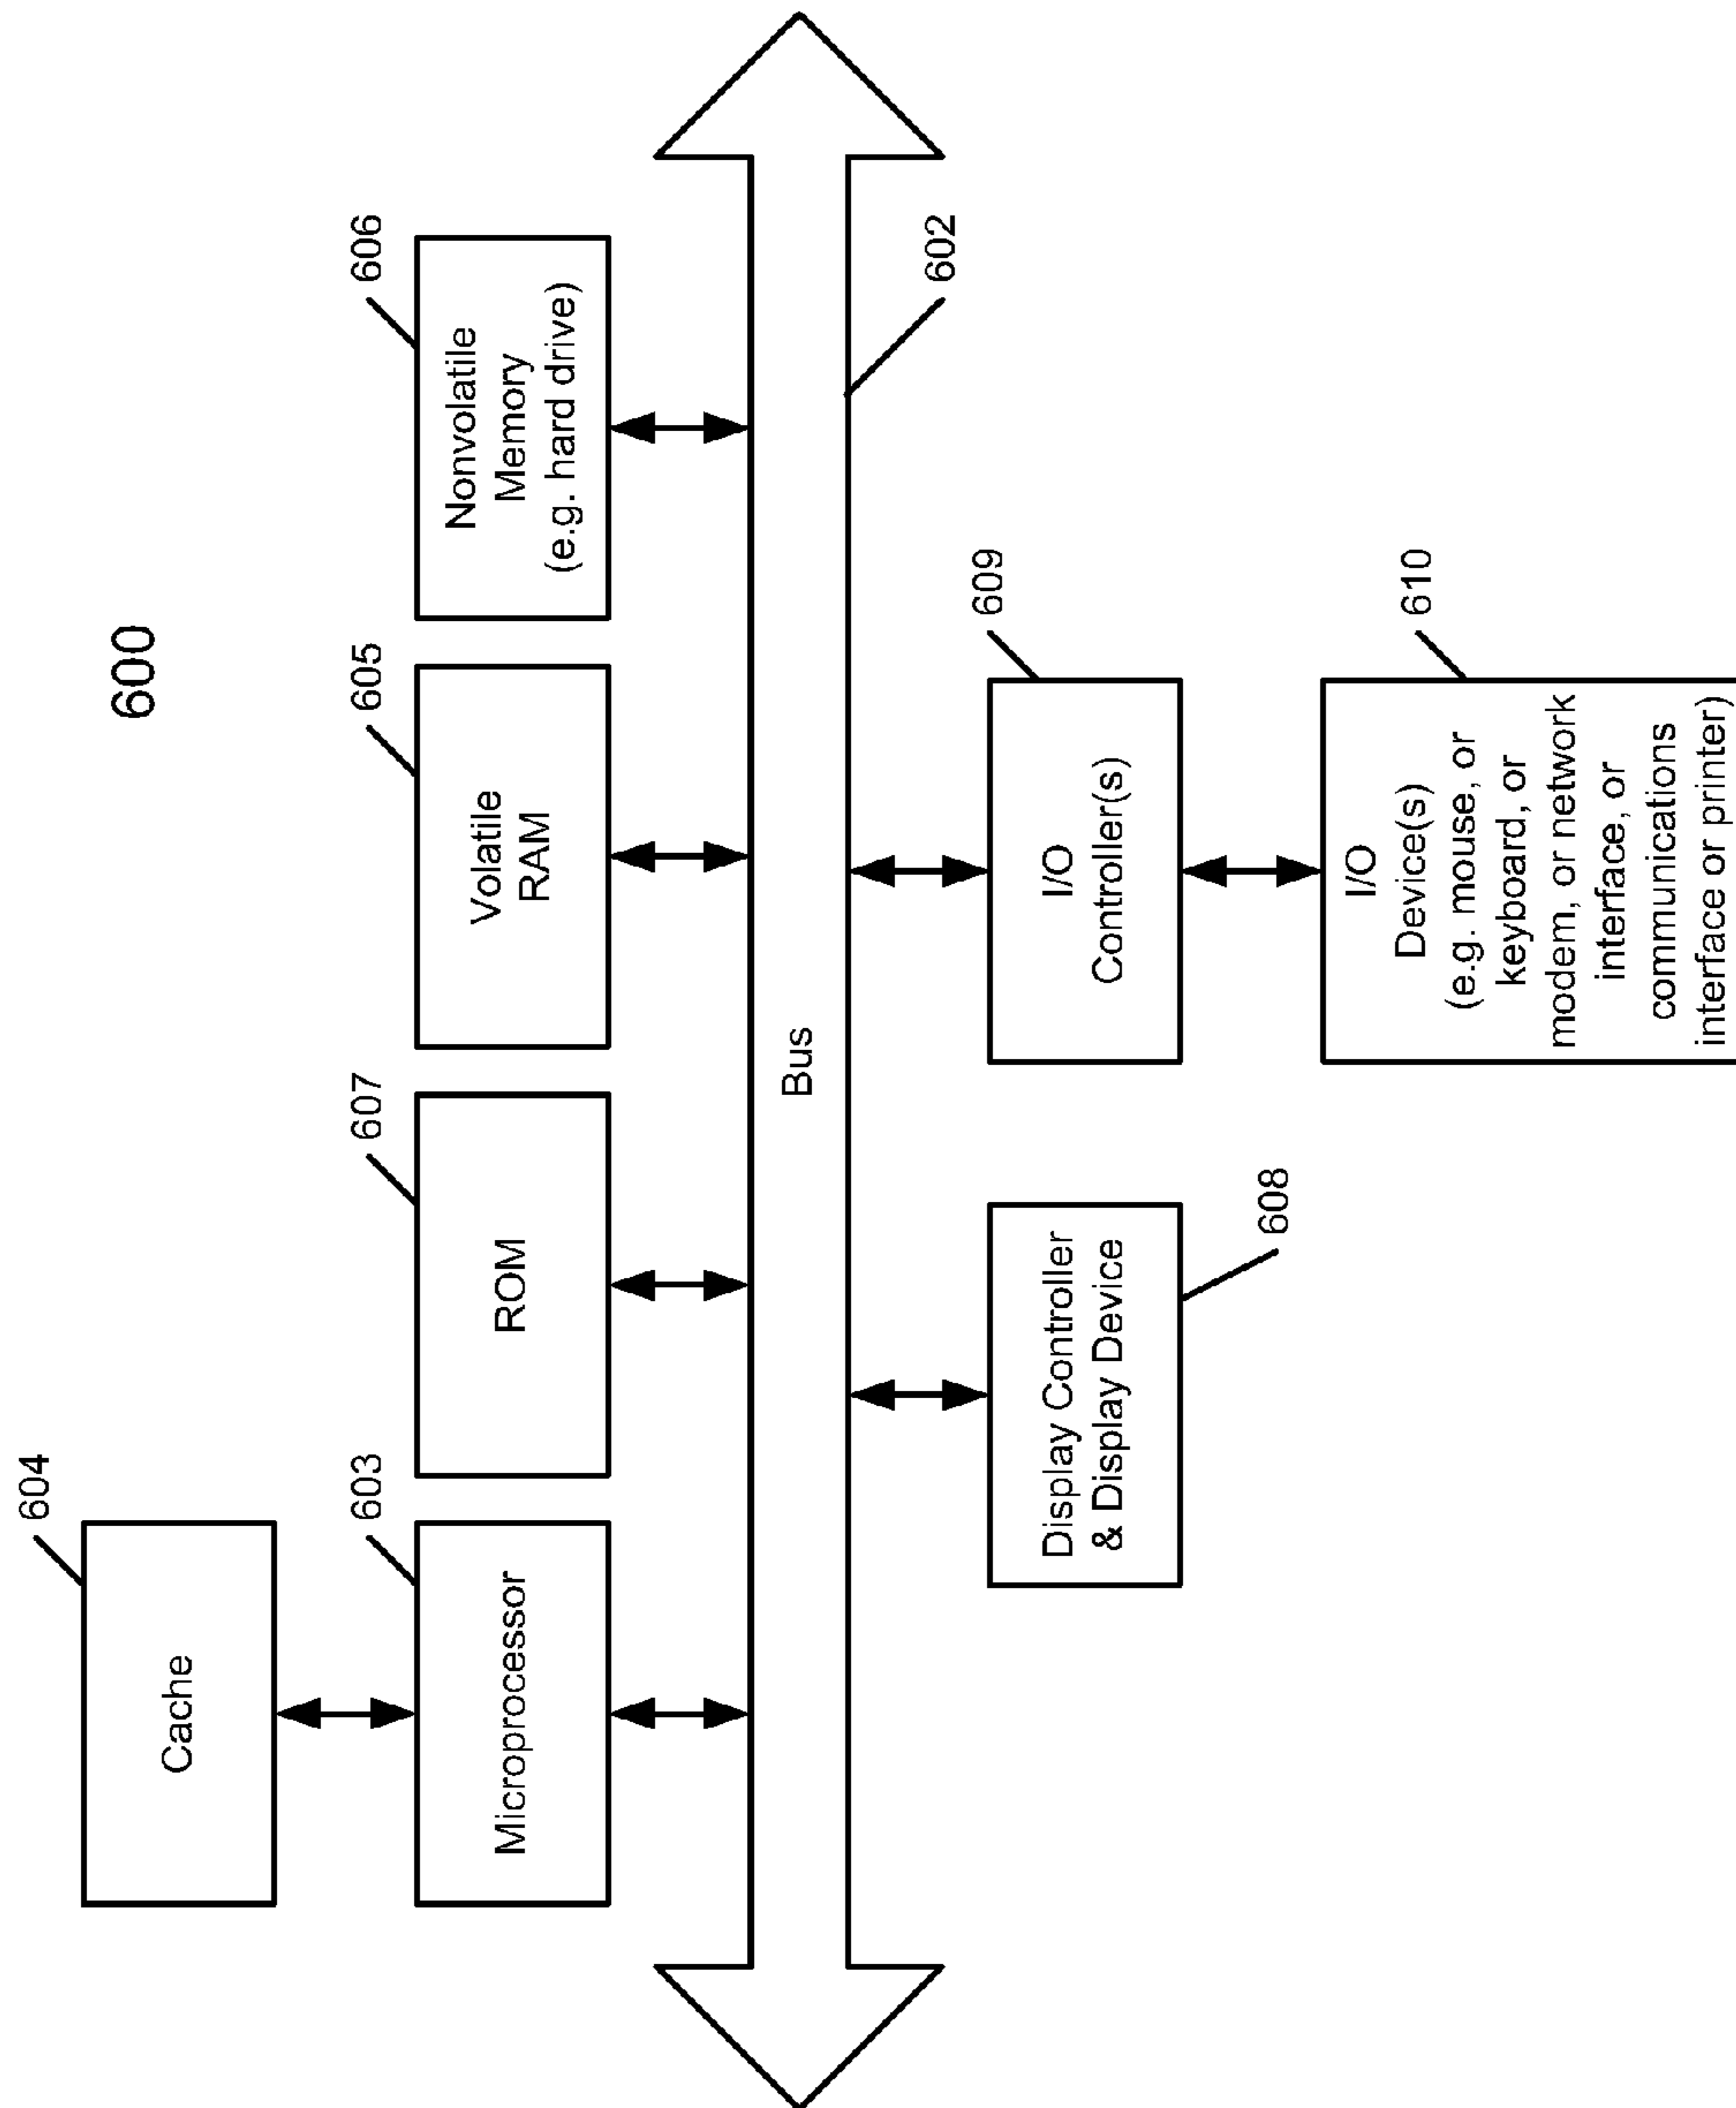 600
604
Cache
603
Microprocessor
607
ROM
605
Volatile
RAM
606
Nonvolatile
Memory
(e.g. hard drive)
Bus
602
608
Display Controller
& Display Device
609
I/O
Controller(s)
610
I/O
Device(s)
(e.g. mouse, or
keyboard, or
modem, or network
interface, or
communications
interface or printer)